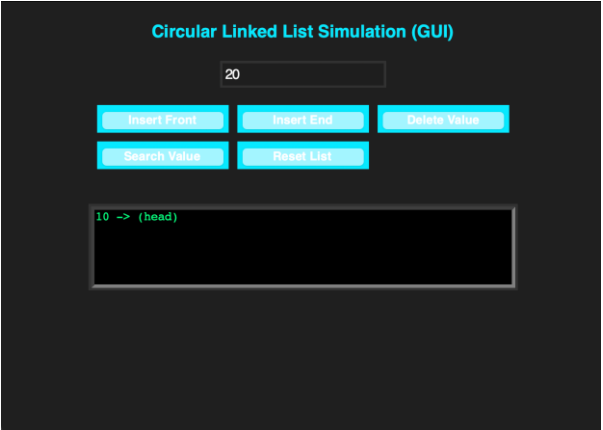 Circular Linked List Simulation (GUI)
20
Insert Front Insert End Delete Value
Search Value Reset List
10 -> (head)